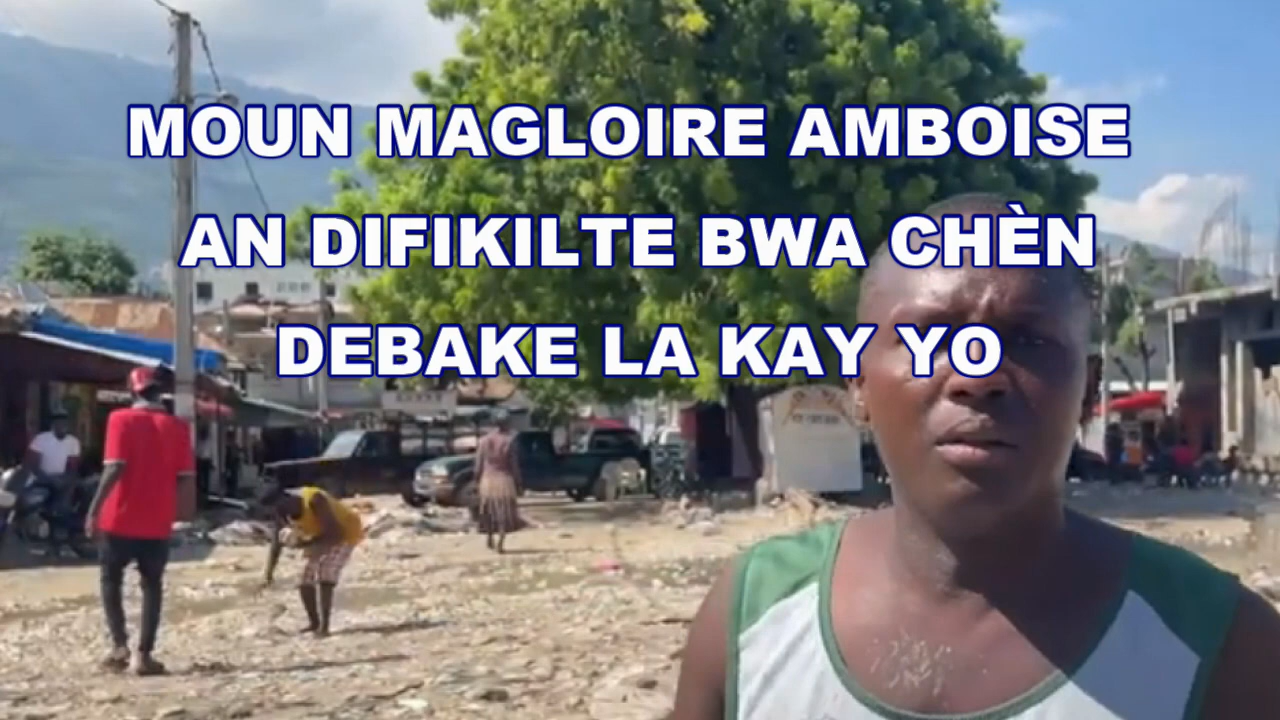 MOUN MAGLOIRE AMBOISE
AN DIFIKILTE BWA CHÈN
DEBAKE LA KAY YO